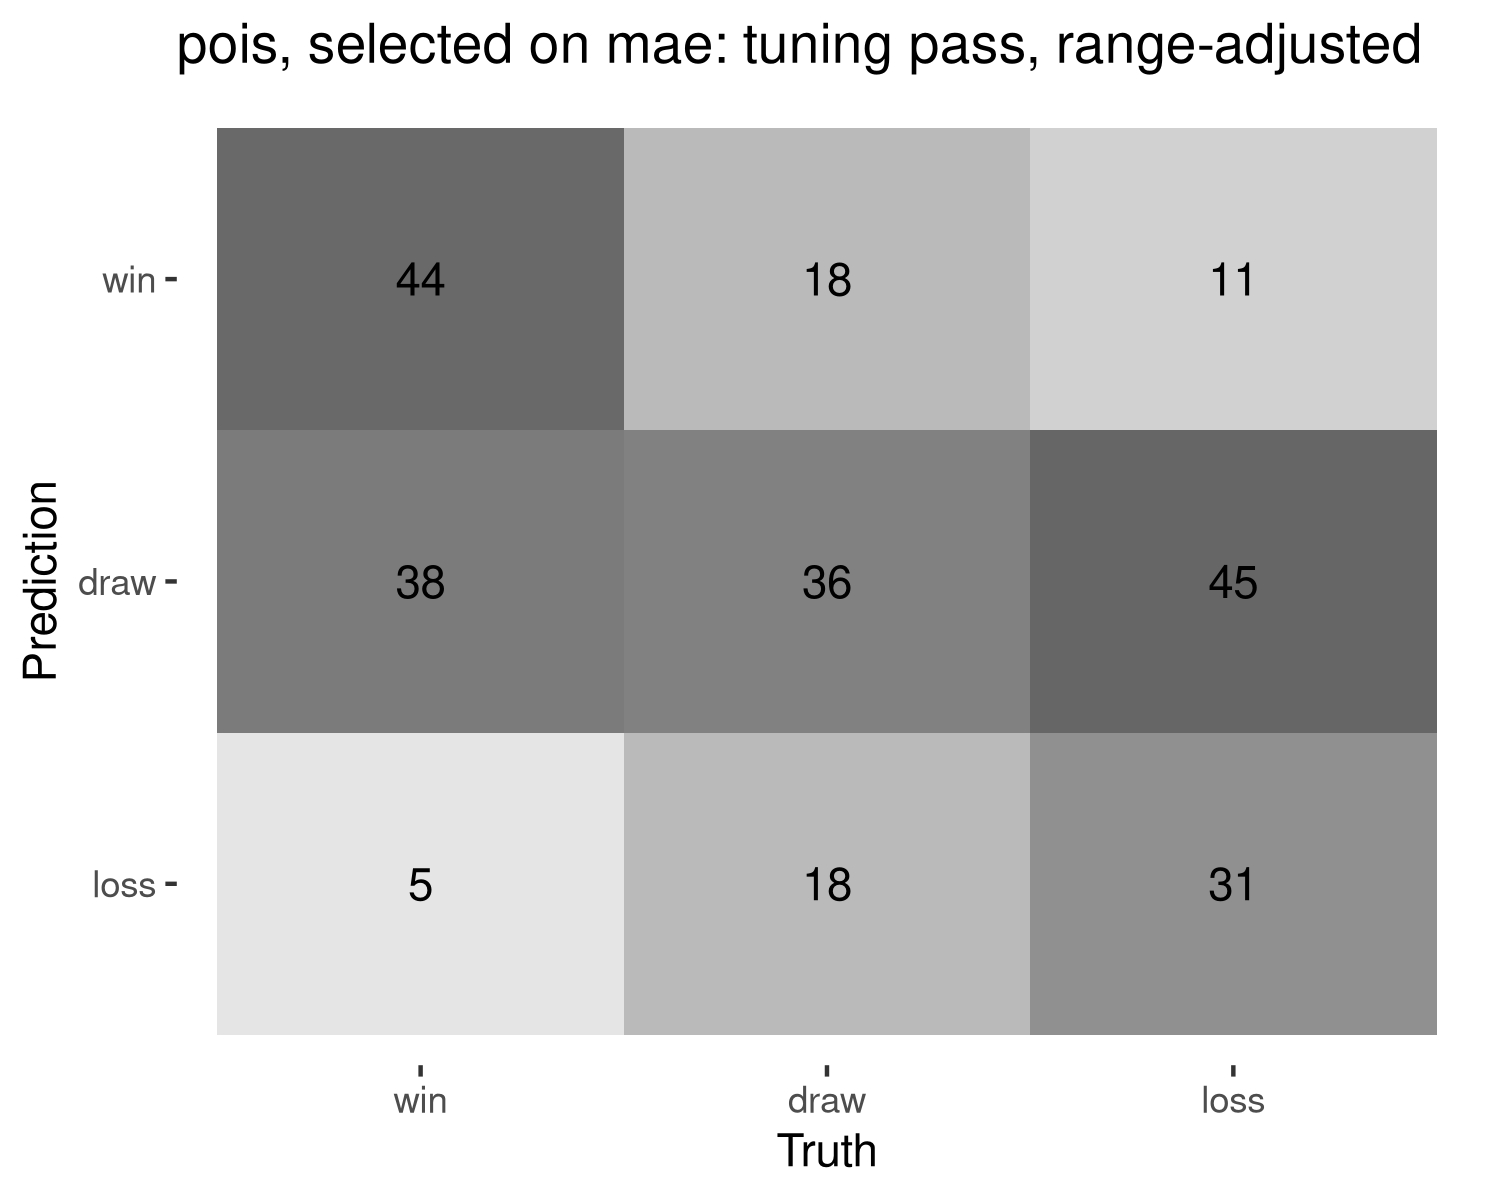 pois, selected on mae: tuning pass, range-adjusted
win
44
18
11
draw
38
36
45
loss
5
18
31
win
draw
loss
Truth
Prediction